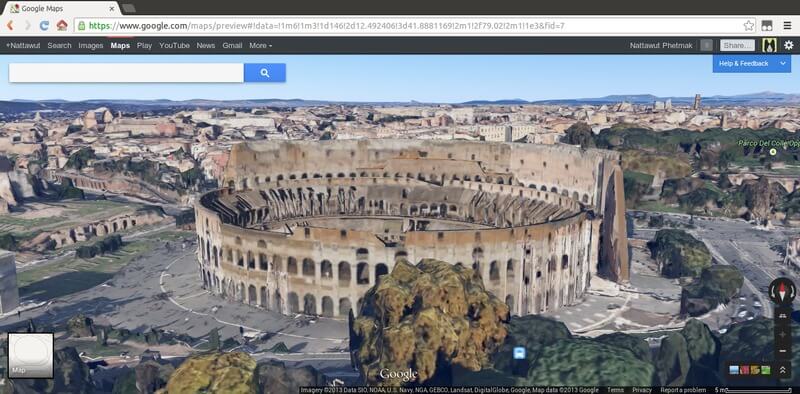 Google Maps
https://www.google.com/maps/preview#!data=!1m6!1m3!1d146!2d12.492406!3d41.8881169!2m1!2f79.02!2m1!1e3&fid=7
+Nattawut Search Images Maps Play YouTube News Gmail More
Nattawut Phetmak 0 Share…
Help & Feedback
Parco Del Colle Opp
Map
Google
Imagery ©2013 Data SIO, NOAA, U.S. Navy, NGA, GEBCO, Landsat, DigitalGlobe, Google, Map data ©2013 Google Terms Privacy Report a problem 5 m